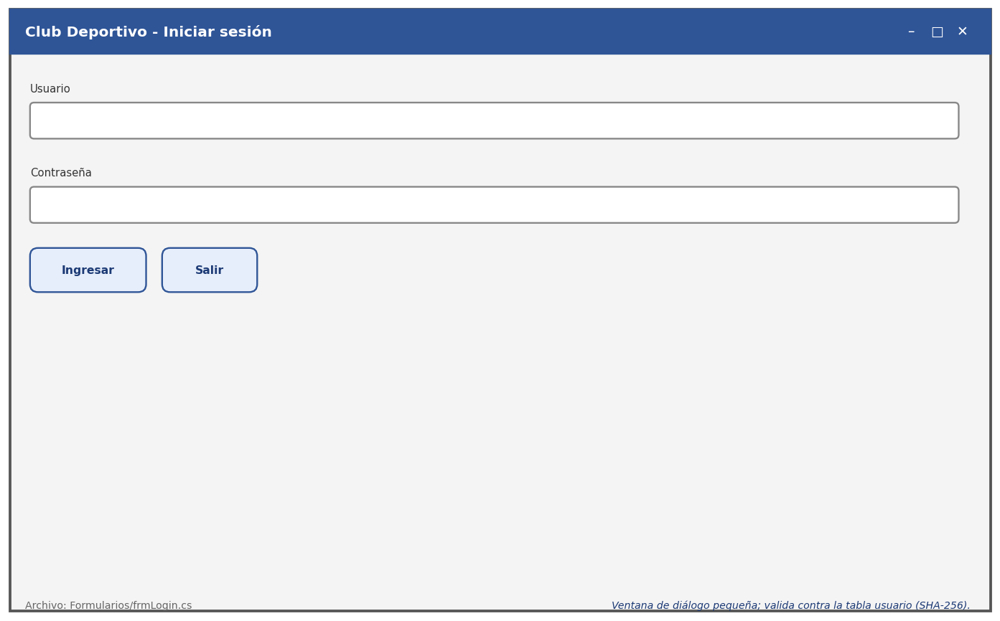 Club Deportivo - Iniciar sesión – □ ✕
Usuario
Contraseña
Ingresar Salir
Archivo: Formularios/frmLogin.cs Ventana de diálogo pequeña; valida contra la tabla usuario (SHA-256).